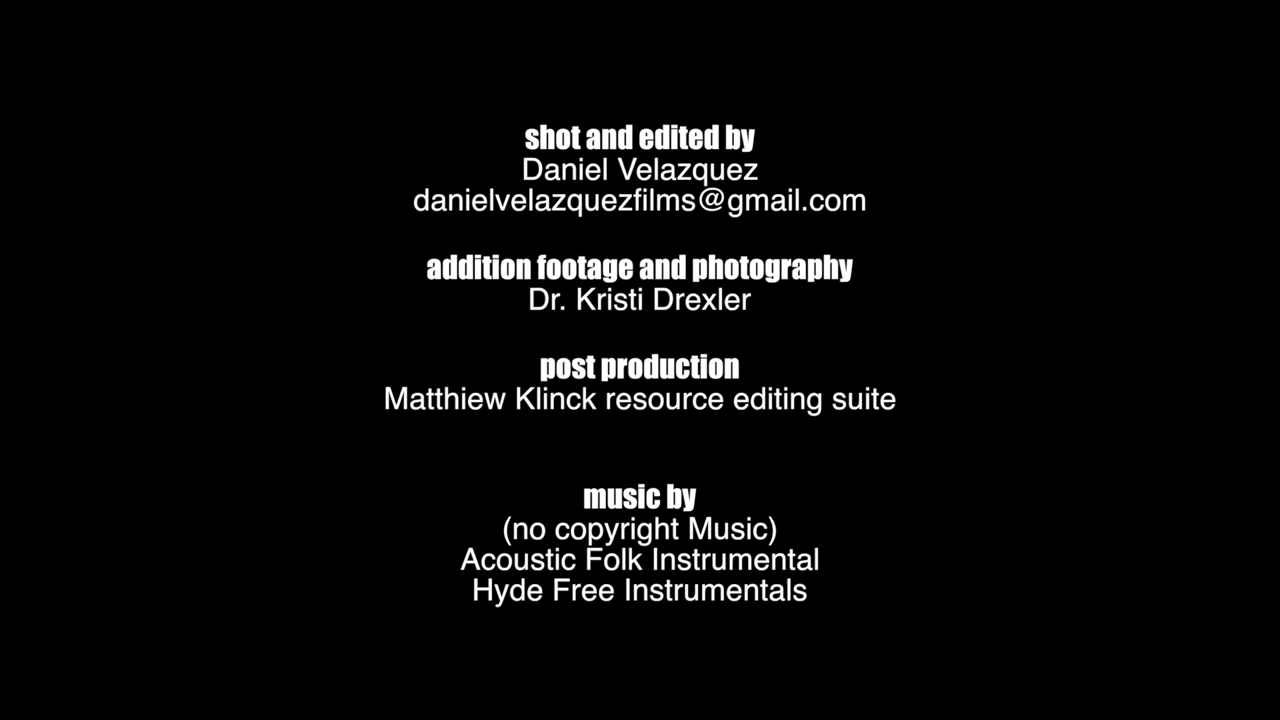 shot and edited by
Daniel Velazquez
danielvelazquezfilms@gmail.com
addition footage and photography
Dr. Kristi Drexler
post production
Matthiew Klinck resource editing suite
music by
(no copyright Music)
Acoustic Folk Instrumental
Hyde Free Instrumentals